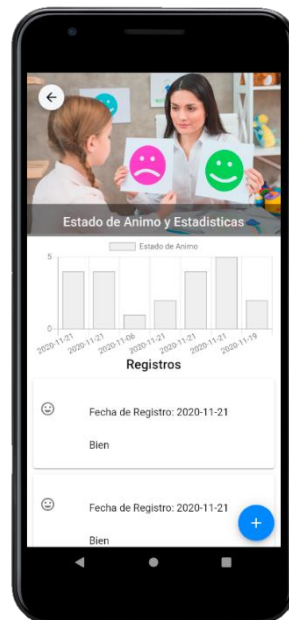 Estado de Animo y Estadisticas
Estado de Animo
5
0
2020-11-21
2020-11-21
2020-11-06
2020-11-21
2020-11-21
2020-11-21
2020-11-19
Registros
Fecha de Registro: 2020-11-21
Bien
Fecha de Registro: 2020-11-21
Bien